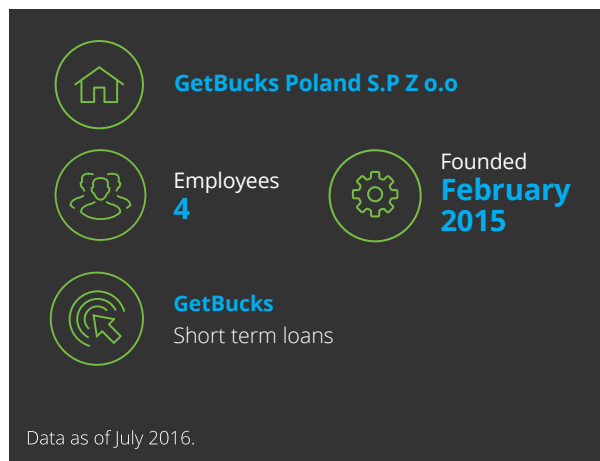 GetBucks Poland S.P Z o.o
Employees
4
Founded
February
2015
GetBucks
Short term loans
Data as of July 2016.